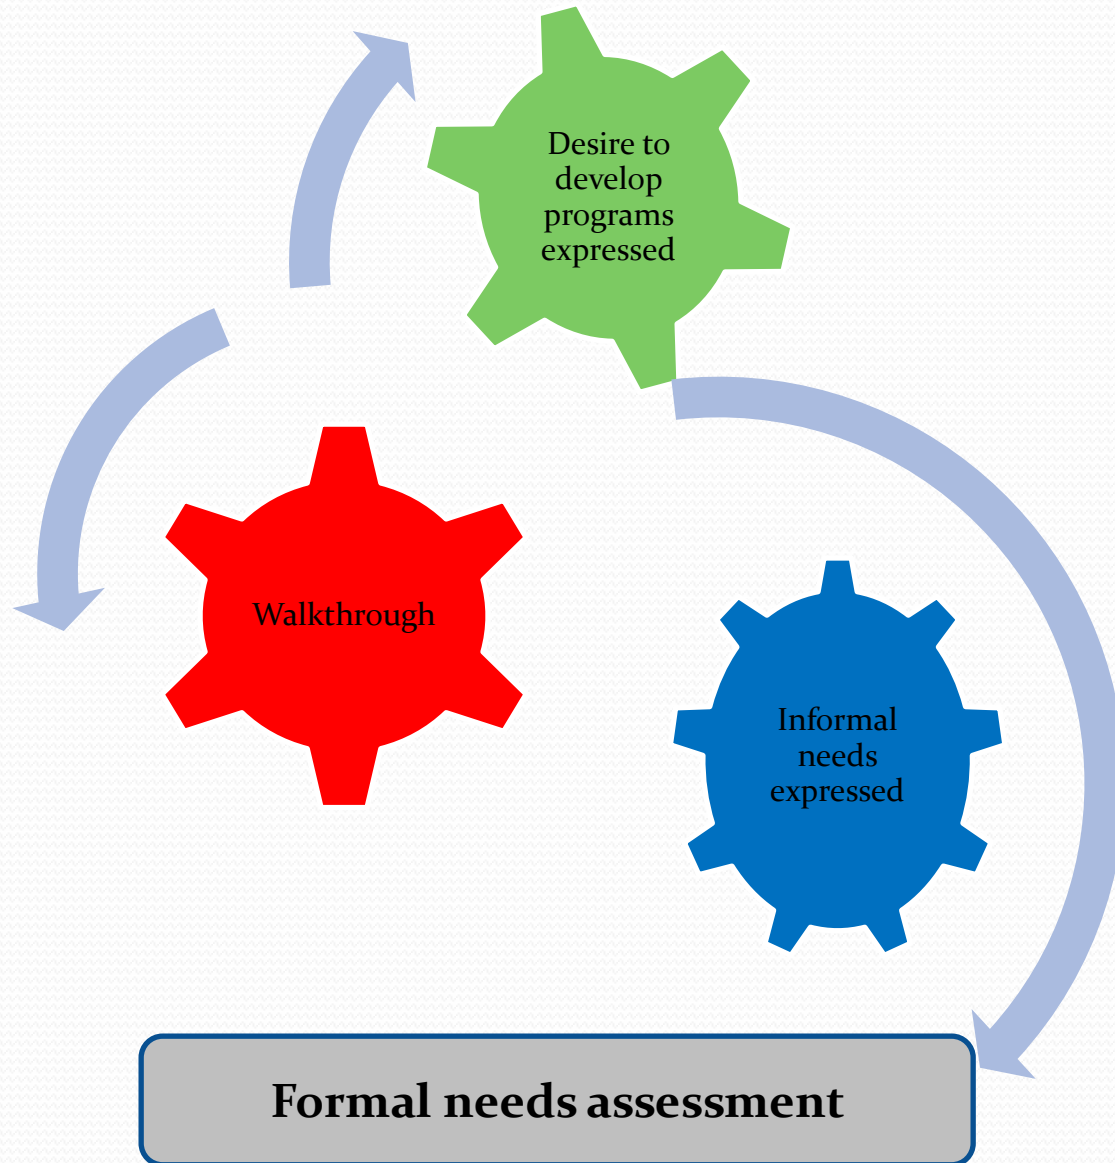 Desire to
develop
programs
expressed
Walkthrough
Informal
needs
expressed
Formal needs assessment